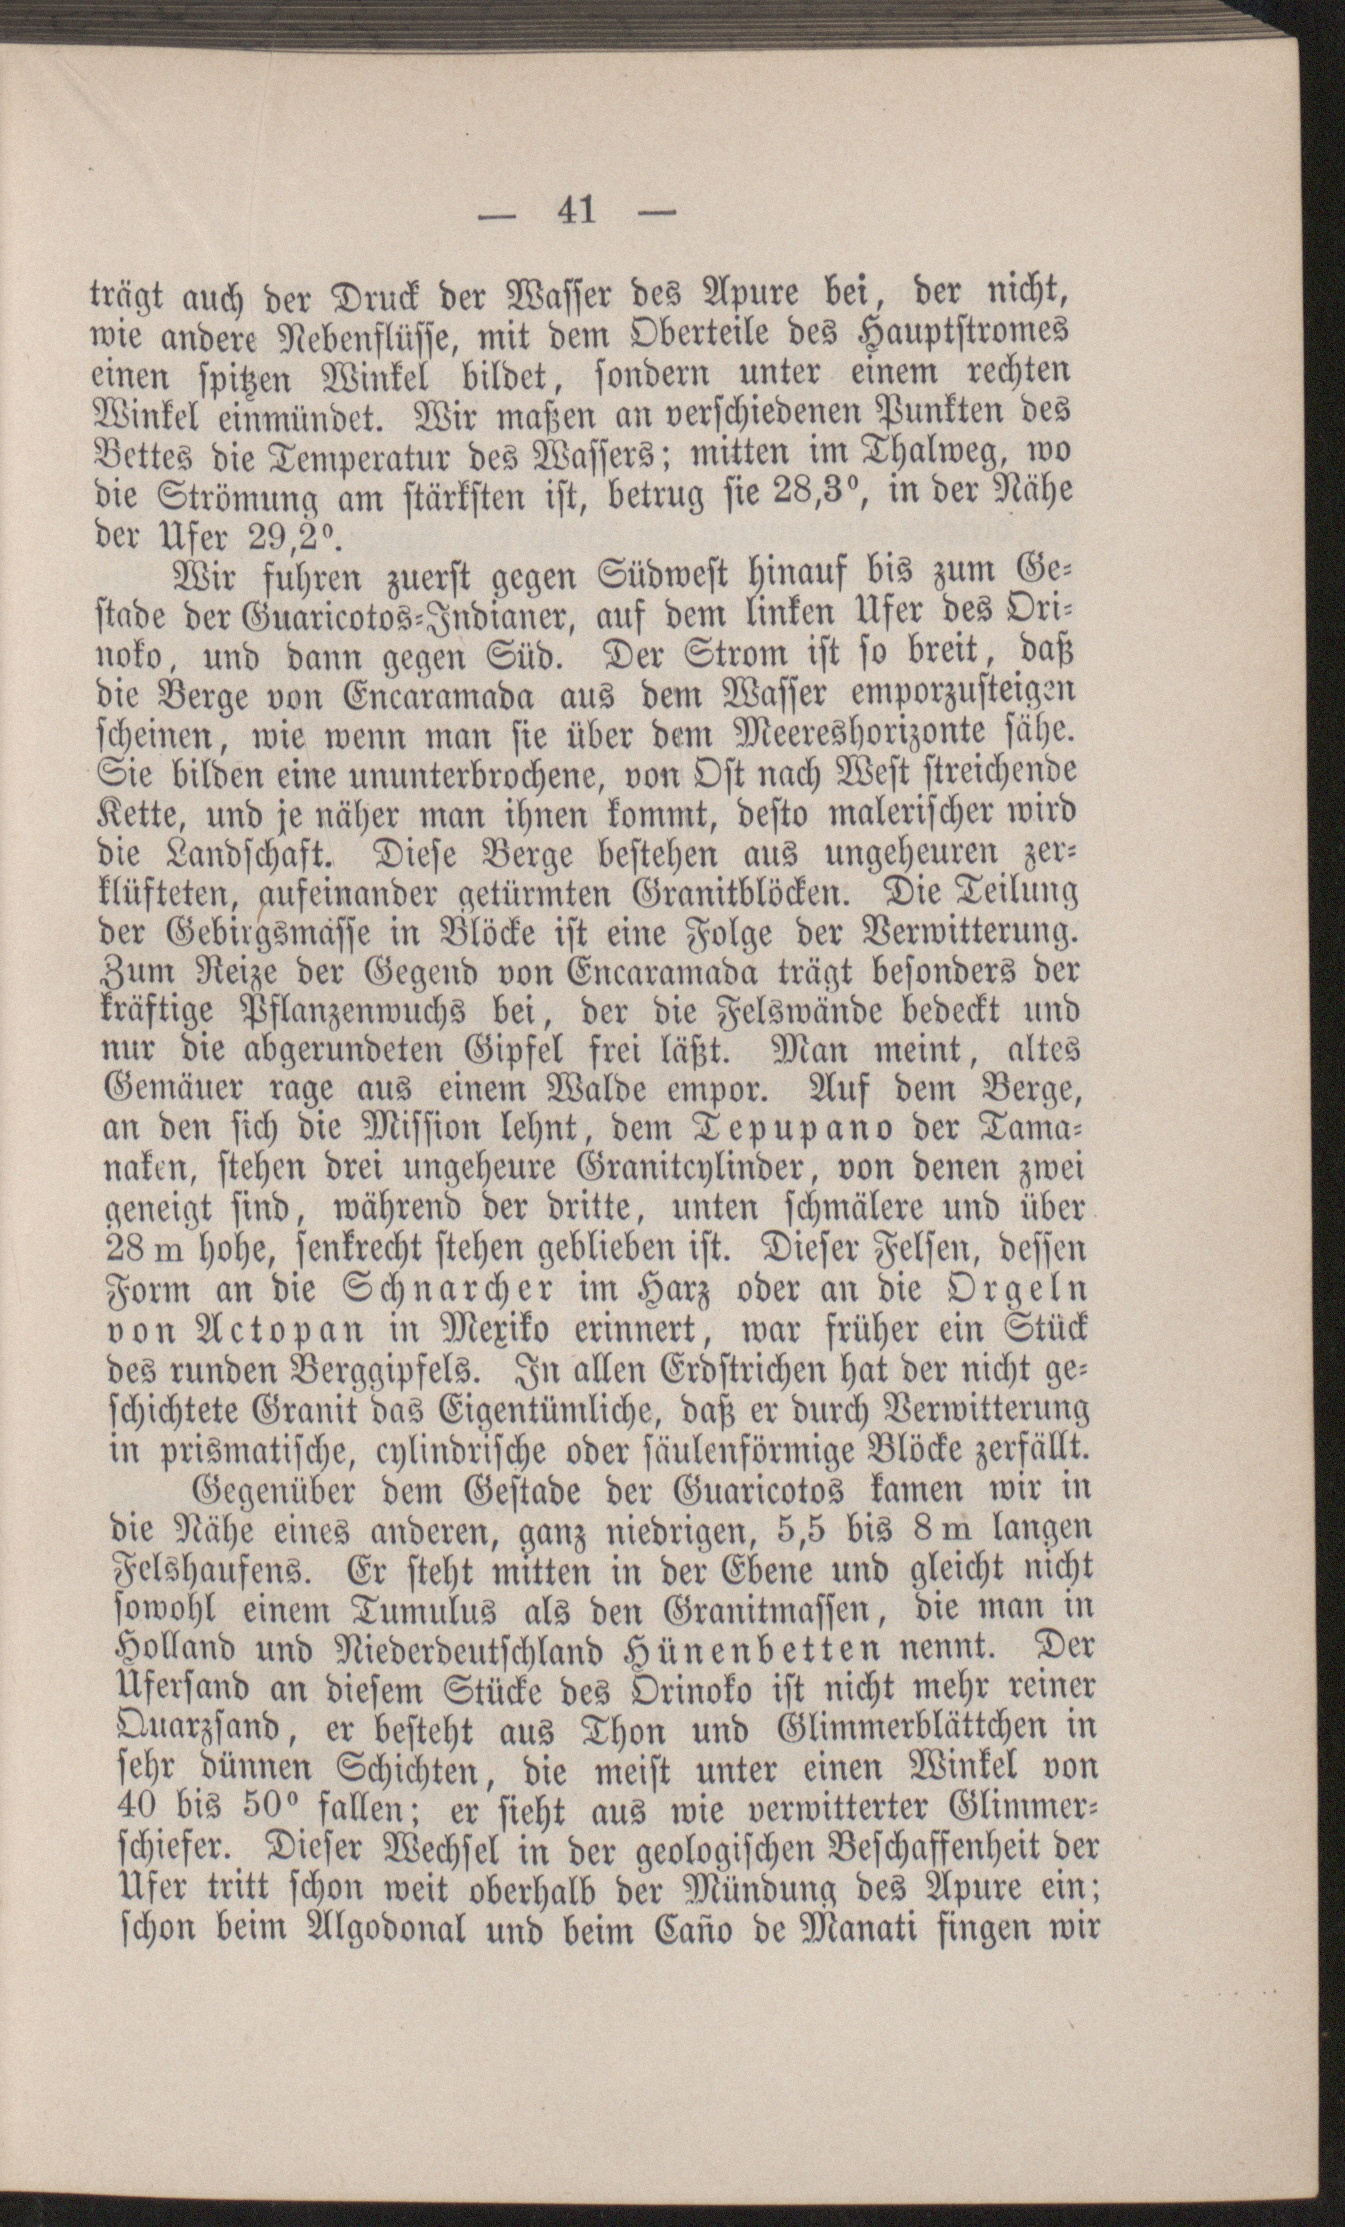 — 41 —
trägt auch der Druck der Wasser des Apure bei, der nicht,
wie andere Nebenflüsse, mit dem Oberteile des Hauptstromes
einen spitzen Winkel bildet, sondern unter einem rechten
Winkel einmündet. Wir maßen an verschiedenen Punkten des
Bettes die Temperatur des Wassers; mitten im Thalweg, wo
die Strömung am stärksten ist, betrug sie 28,3°, in der Nähe
der Ufer 29,2°.
Wir fuhren zuerst gegen Südwest hinauf bis zum Ge-
stade der Guaricotos-Indianer, auf dem linken Ufer des Ori-
noko, und dann gegen Süd. Der Strom ist so breit, daß
die Berge von Encaramada aus dem Wasser emporzusteigen
scheinen, wie wenn man sie über dem Meereshorizonte sähe.
Sie bilden eine ununterbrochene, von Ost nach West streichende
Kette, und je näher man ihnen kommt, desto malerischer wird
die Landschaft. Diese Berge bestehen aus ungeheuren zer-
klüfteten, aufeinander getürmten Granitblöcken. Die Teilung
der Gebirgsmasse in Blöcke ist eine Folge der Verwitterung.
Zum Reize der Gegend von Encaramada trägt besonders der
kräftige Pflanzenwuchs bei, der die Felswände bedeckt und
nur die abgerundeten Gipfel frei läßt. Man meint, altes
Gemäuer rage aus einem Walde empor. Auf dem Berge,
an den sich die Mission lehnt, dem Tepupano der Tama-
naken, stehen drei ungeheure Granitcylinder, von denen zwei
geneigt sind, während der dritte, unten schmälere und über
28 m hohe, senkrecht stehen geblieben ist. Dieser Felsen, dessen
Form an die Schnarcher im Harz oder an die Orgeln
von Actopan in Mexiko erinnert, war früher ein Stück
des runden Berggipfels. In allen Erdstrichen hat der nicht ge-
schichtete Granit das Eigentümliche, daß er durch Verwitterung
in prismatische, cylindrische oder säulenförmige Blöcke zerfällt.
Gegenüber dem Gestade der Guaricotos kamen wir in
die Nähe eines anderen, ganz niedrigen, 5,5 bis 8 m langen
Felshaufens. Er steht mitten in der Ebene und gleicht nicht
sowohl einem Tumulus als den Granitmassen, die man in
Holland und Niederdeutschland Hünenbetten nennt. Der
Ufersand an diesem Stücke des Orinoko ist nicht mehr reiner
Quarzsand, er besteht aus Thon und Glimmerblättchen in
sehr dünnen Schichten, die meist unter einen Winkel von
40 bis 50° fallen; er sieht aus wie verwitterter Glimmer-
schiefer. Dieser Wechsel in der geologischen Beschaffenheit der
Ufer tritt schon weit oberhalb der Mündung des Apure ein;
schon beim Algodonal und beim Caño de Manati fingen wir